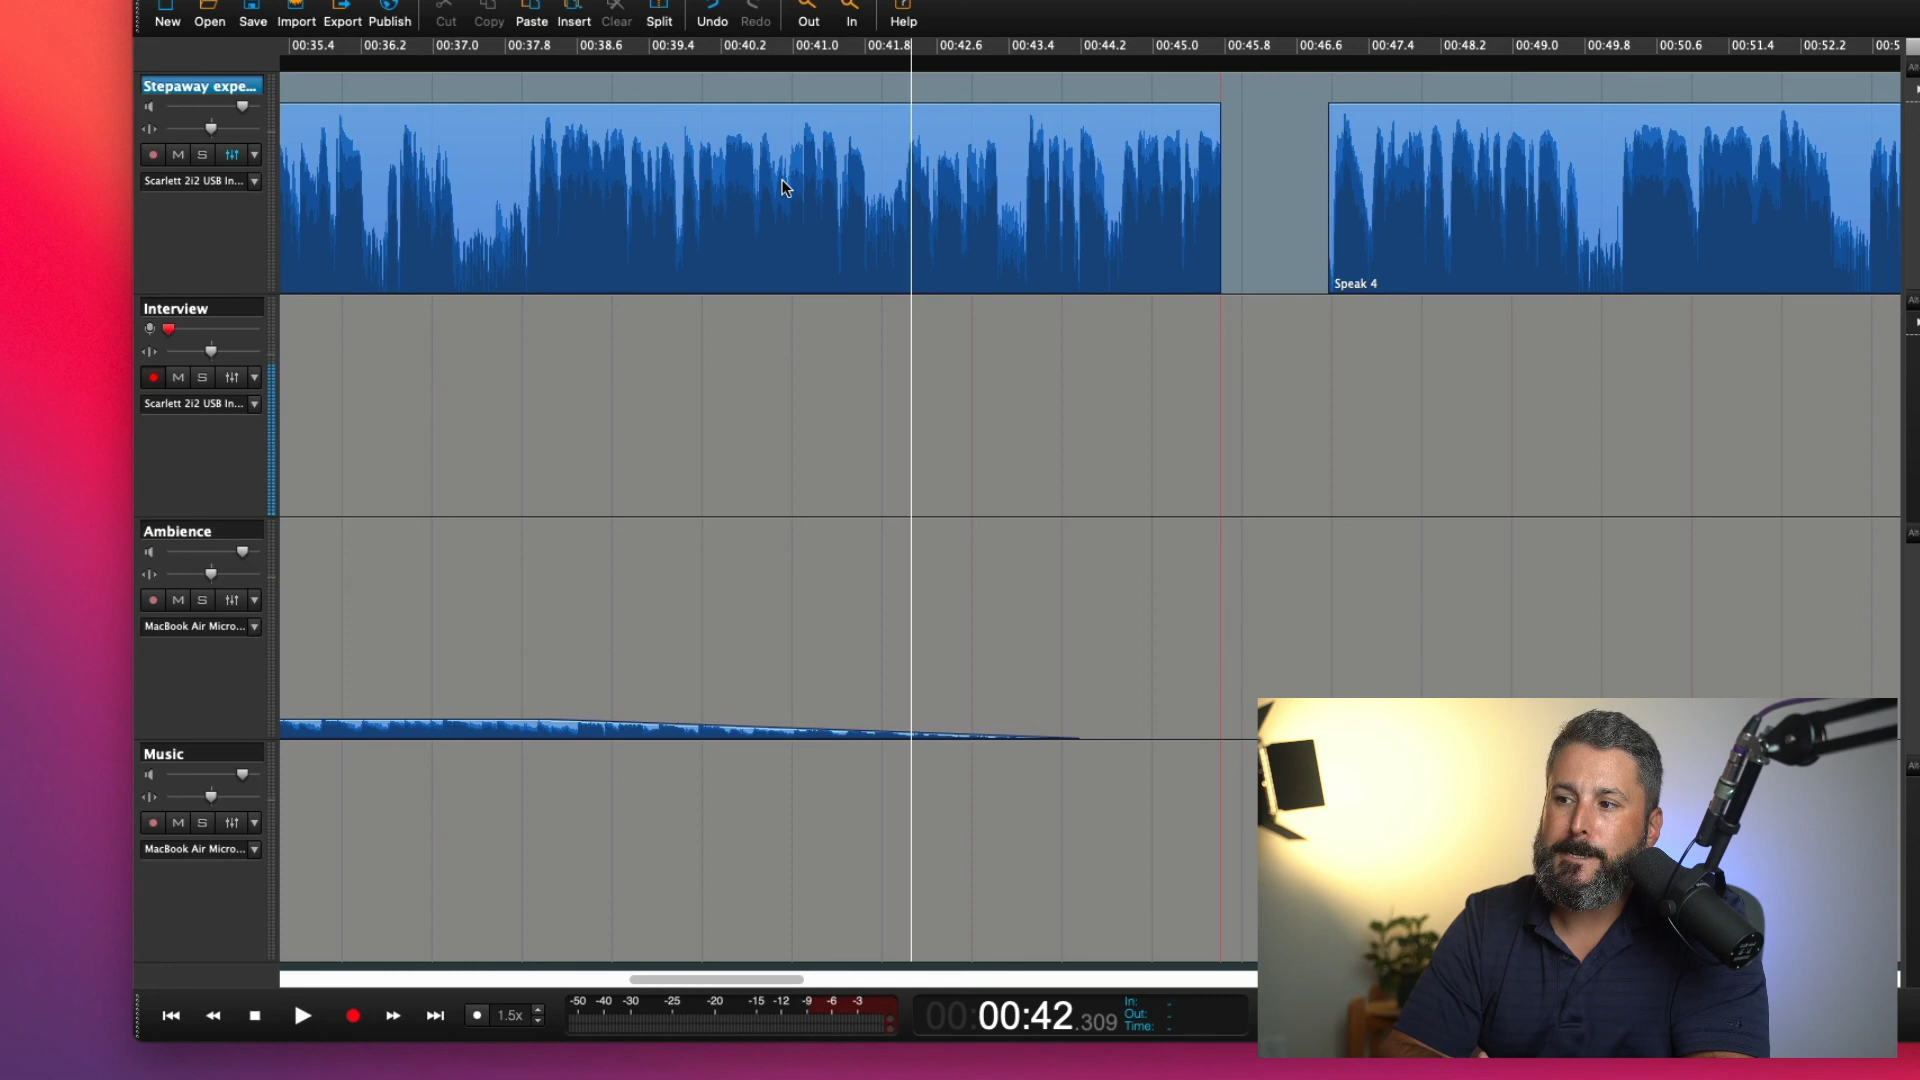 New Open Save Import Export Publish Cut Copy Paste Insert Clear Split Undo Redo Out In Help
00:35.4 00:36.2 00:37.0 00:37.8 00:38.6 00:39.4 00:40.2 00:41.0 00:41.8 00:42.6 00:43.4 00:44.2 00:45.0 00:45.8 00:46.6 00:47.4 00:48.2 00:49.0 00:49.8 00:50.6 00:51.4 00:52.2 00:5
Stepaway expe...
M S
Scarlett 2i2 USB In...
Speak 4
Interview
M S
Scarlett 2i2 USB In...
Ambience
M S
MacBook Air Micro...
Music
M S
MacBook Air Micro...
1.5x
-50 -40 -30 -25 -20 -15 -12 -9 -6 -3
00:00:42.309
In: -
Out: -
Time: -